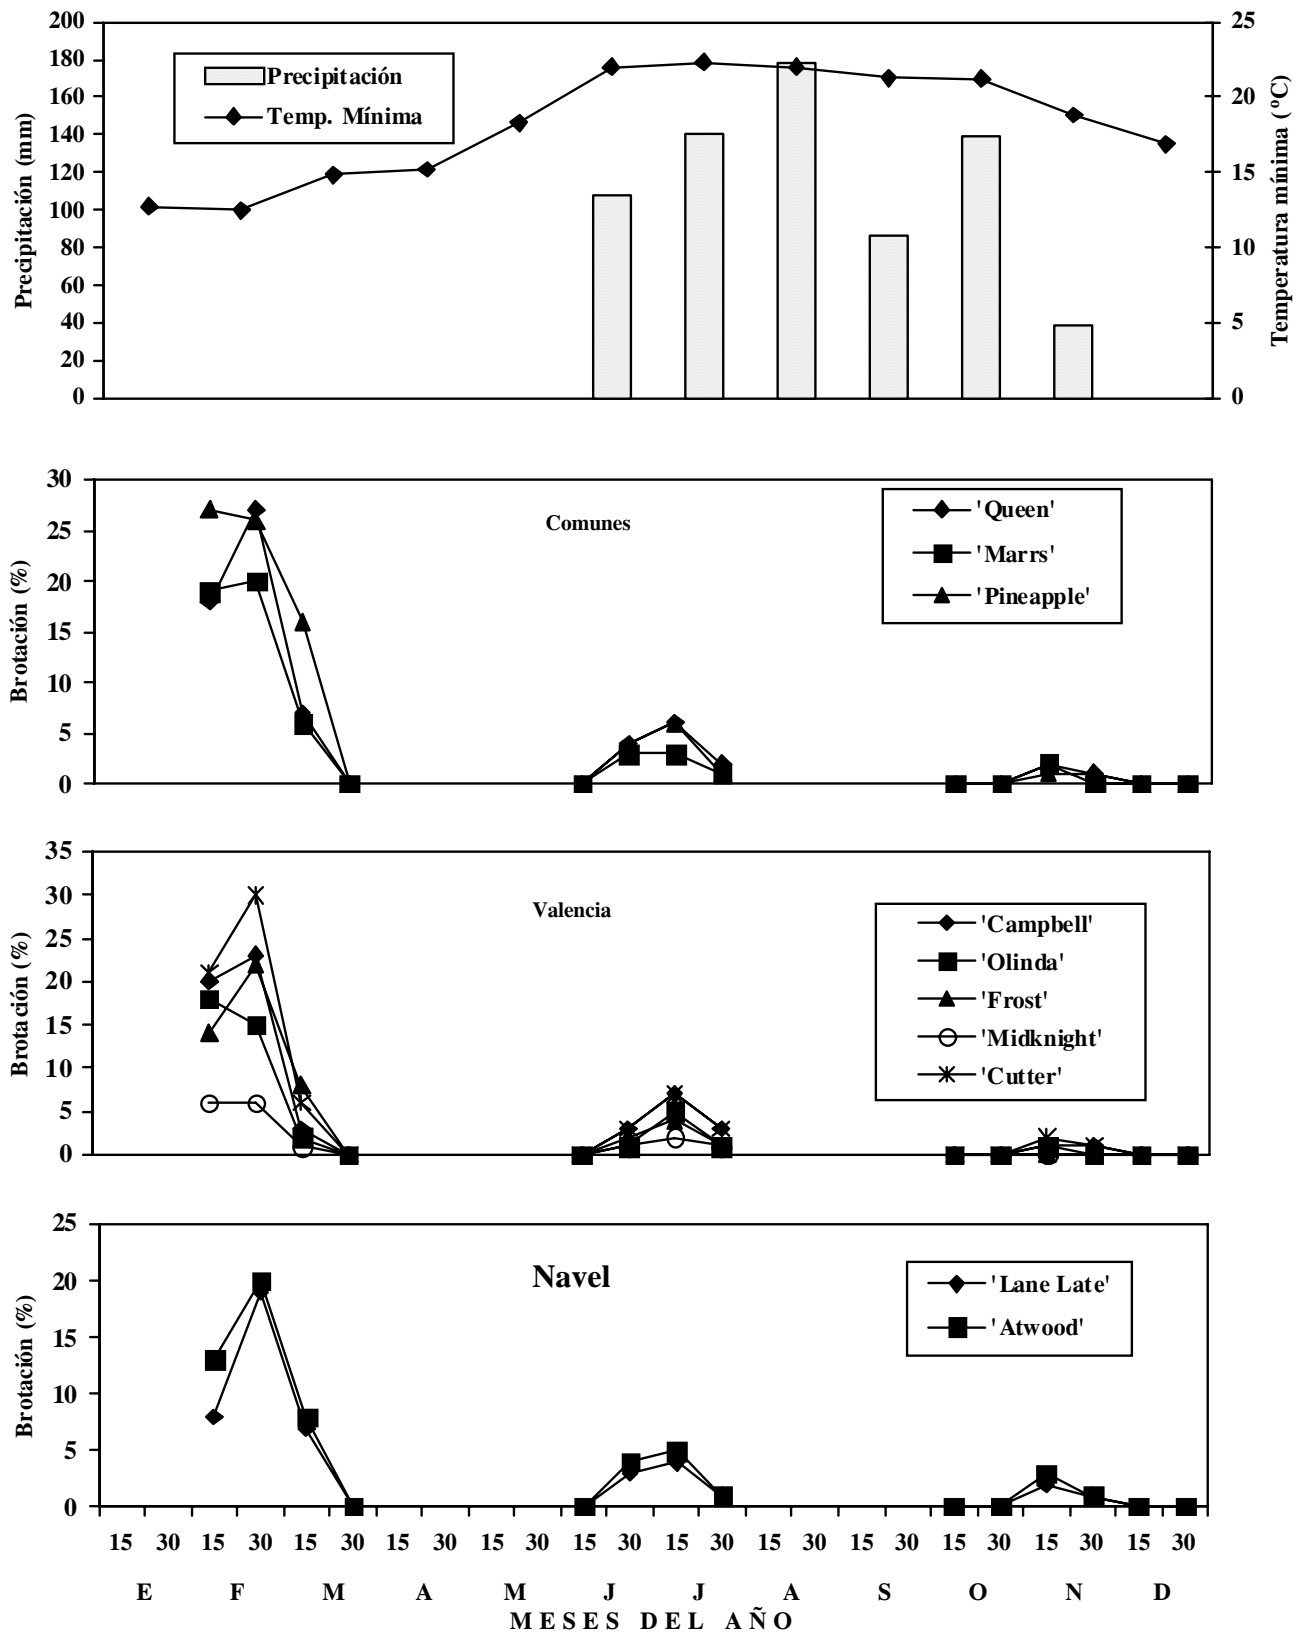 200
180
160
140
120
100
80
60
40
20
0
Precipitación (mm)
Precipitación
Temp. Mínima
25
20
15
10
5
0
Temperatura mínima (ºC)
30
25
20
15
10
5
0
Brotación (%)
Comunes
'Queen'
'Marrs'
'Pineapple'
35
30
25
20
15
10
5
0
Brotación (%)
Valencia
'Campbell'
'Olinda'
'Frost'
'Midknight'
'Cutter'
25
20
15
10
5
0
Brotación (%)
Navel
'Lane Late'
'Atwood'
15 30 15 30 15 30 15 30 15 30 15 30 15 30 15 30 15 30 15 30 15 30 15 30
E F M A M J J A S O N D
MESES DEL AÑO